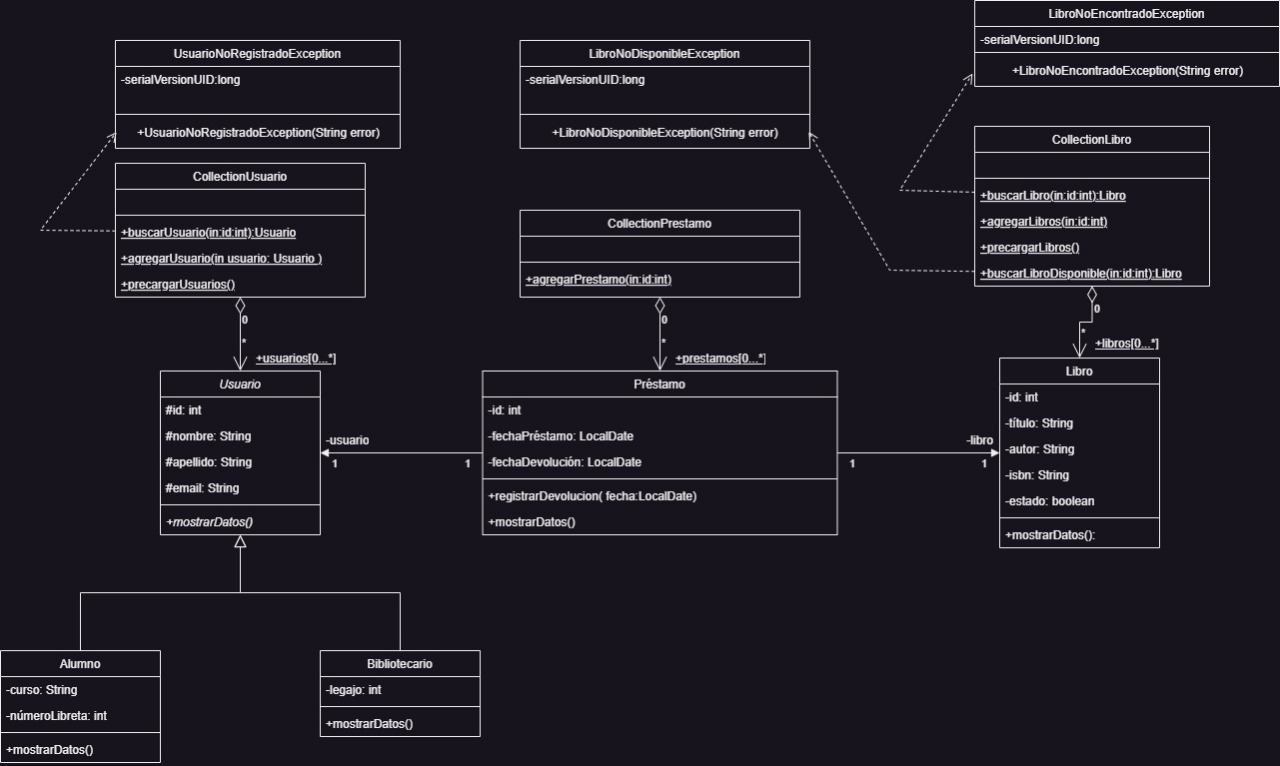 UsuarioNoRegistradoException
-serialVersionUID:long
+UsuarioNoRegistradoException(String error)
LibroNoDisponibleException
-serialVersionUID:long
+LibroNoDisponibleException(String error)
LibroNoEncontradoException
-serialVersionUID:long
+LibroNoEncontradoException(String error)
CollectionUsuario
+buscarUsuario(in:id:int):Usuario
+agregarUsuario(in usuario: Usuario )
+precargarUsuarios()
CollectionPrestamo
+agregarPrestamo(in:id:int)
CollectionLibro
+buscarLibro(in:id:int):Libro
+agregarLibros(in:id:int)
+precargarLibros()
+buscarLibroDisponible(in:id:int):Libro
0
*
+usuarios[0...*]
0
*
+prestamos[0...*]
0
*
+libros[0...*]
Usuario
#id: int
#nombre: String
#apellido: String
#email: String
+mostrarDatos()
-usuario
1
1
Préstamo
-id: int
-fechaPréstamo: LocalDate
-fechaDevolución: LocalDate
+registrarDevolucion( fecha:LocalDate)
+mostrarDatos()
-libro
1
1
Libro
-id: int
-título: String
-autor: String
-isbn: String
-estado: boolean
+mostrarDatos():
Alumno
-curso: String
-númeroLibreta: int
+mostrarDatos()
Bibliotecario
-legajo: int
+mostrarDatos()